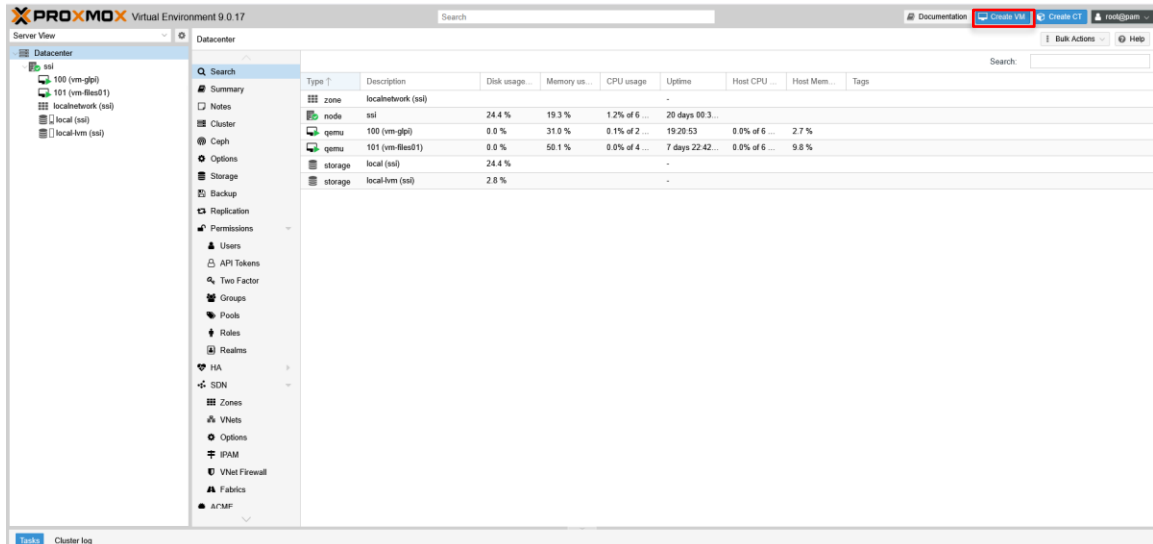 PROXMOX Virtual Environment 9.0.17
Search
Documentation
Create VM
Create CT
root@pam
Server View
Datacenter
ssi
100 (vm-glpi)
101 (vm-files01)
localnetwork (ssi)
local (ssi)
local-lvm (ssi)
Datacenter
Bulk Actions
Help
Search
Summary
Notes
Cluster
Ceph
Options
Storage
Backup
Replication
Permissions
Users
API Tokens
Two Factor
Groups
Pools
Roles
Realms
HA
SDN
Zones
VNets
Options
IPAM
VNet Firewall
Fabrics
ACME
Search:
Type ↑ Description Disk usage... Memory us... CPU usage Uptime Host CPU ... Host Mem... Tags
zone localnetwork (ssi) -
node ssi 24.4 % 19.3 % 1.2% of 6 ... 20 days 00:3...
qemu 100 (vm-glpi) 0.0 % 31.0 % 0.1% of 2 ... 19:20:53 0.0% of 6 ... 2.7 %
qemu 101 (vm-files01) 0.0 % 50.1 % 0.0% of 4 ... 7 days 22:42... 0.0% of 6 ... 9.8 %
storage local (ssi) 24.4 % -
storage local-lvm (ssi) 2.8 % -
Tasks Cluster log